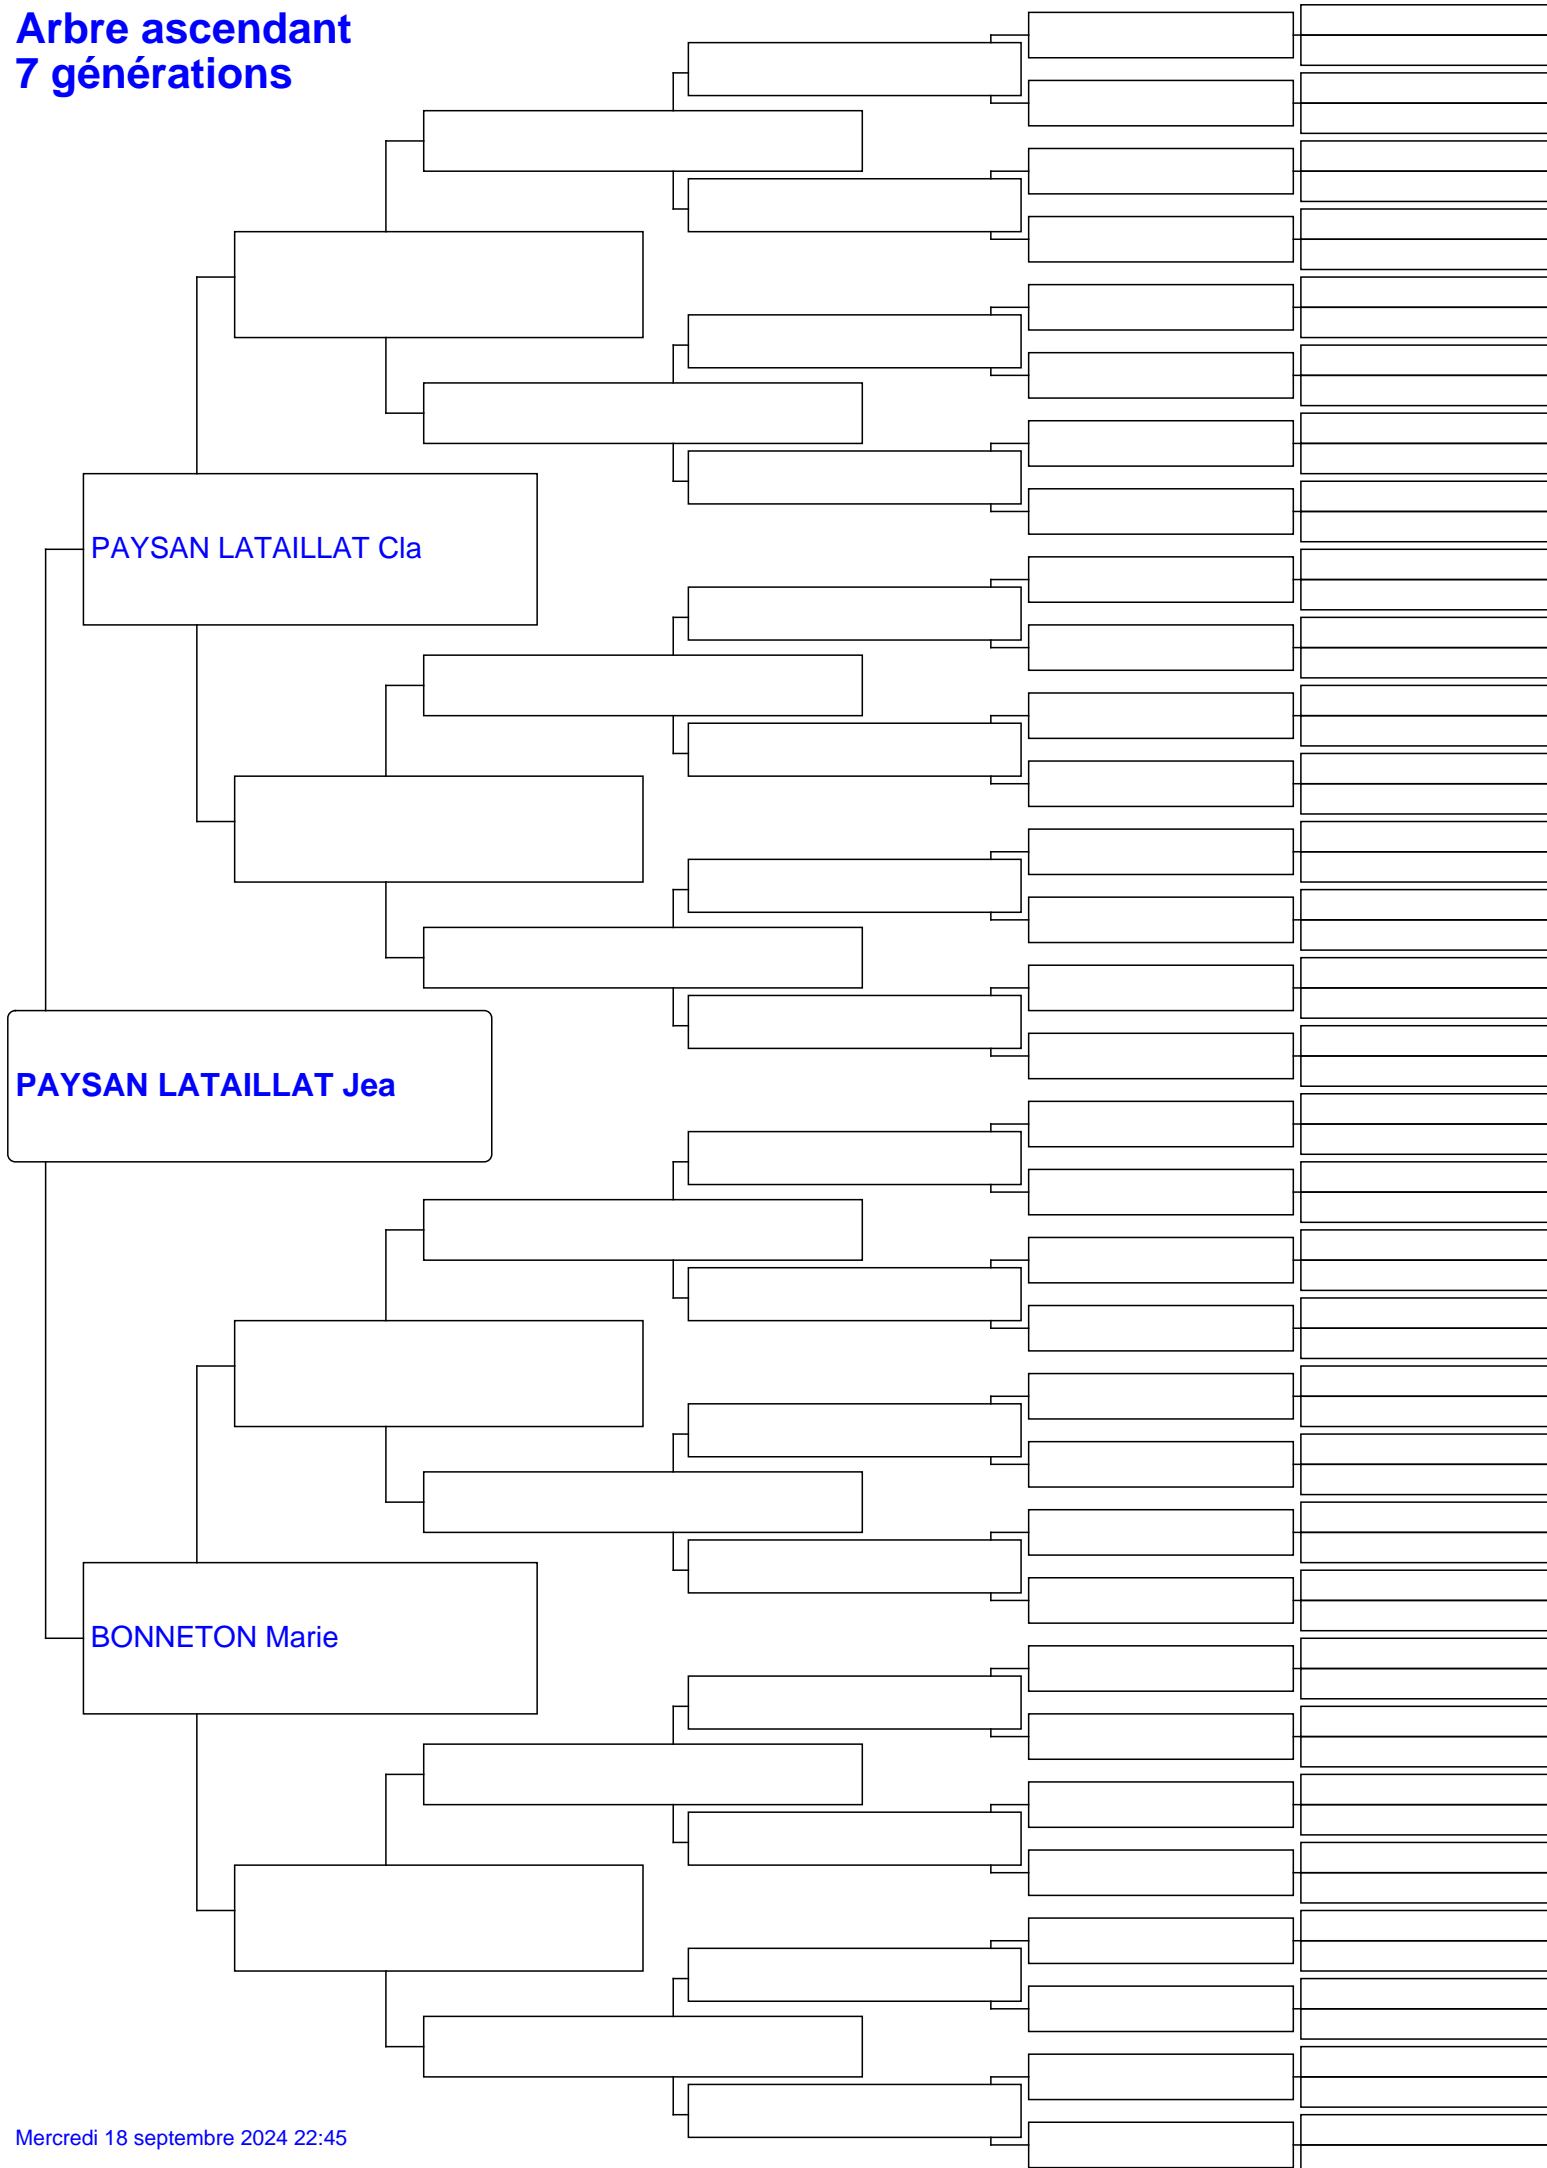 Arbre ascendant
7 générations
PAYSAN LATAILLAT Cla
PAYSAN LATAILLAT Jea
BONNETON Marie
Mercredi 18 septembre 2024 22:45